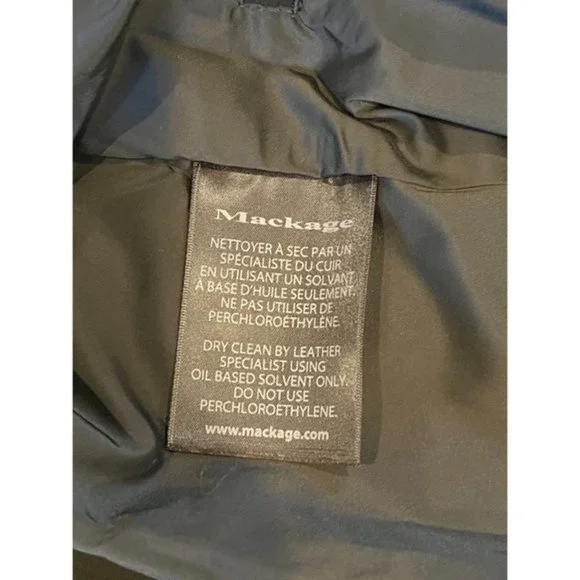 Mackage
NETTOYER À SEC PAR UN
SPÉCIALISTE DU CUIR
EN UTILISANT UN SOLVANT
À BASE D'HUILE SEULEMENT.
NE PAS UTILISER DE
PERCHLOROÉTHYLÈNE.
DRY CLEAN BY LEATHER
SPECIALIST USING
OIL BASED SOLVENT ONLY.
DO NOT USE
PERCHLOROETHYLENE.
www.mackage.com